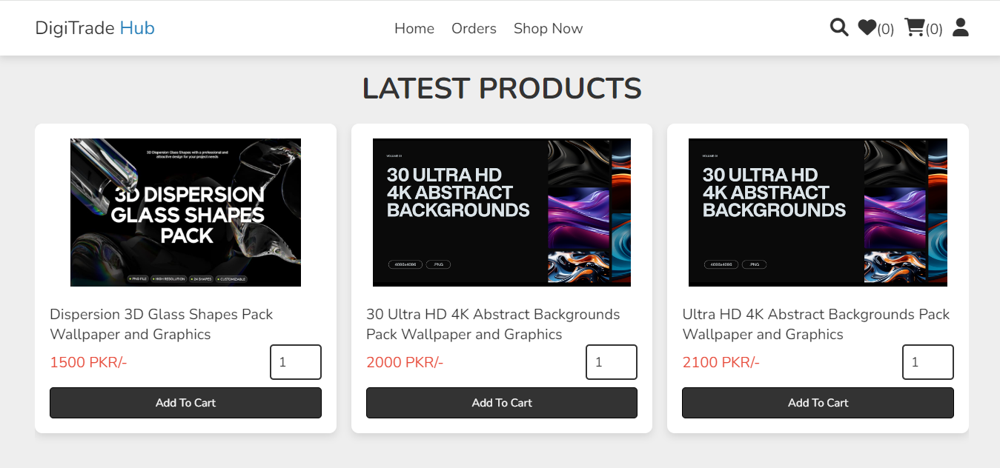 DigiTrade Hub
Home Orders Shop Now
(0) (0)
LATEST PRODUCTS
3D Dispersion Glass Shapes with a professional and
attractive design for your project needs
3D DISPERSION
GLASS SHAPES
PACK
PNG FILE HIGH RESOLUTION 24 SHAPES CUSTOMIZABLE
Dispersion 3D Glass Shapes Pack
Wallpaper and Graphics
1500 PKR/- 1
Add To Cart
VOLUME 01
30 ULTRA HD
4K ABSTRACT
BACKGROUNDS
4096x4096 .PNG
30 Ultra HD 4K Abstract Backgrounds
Pack Wallpaper and Graphics
2000 PKR/- 1
Add To Cart
VOLUME 01
30 ULTRA HD
4K ABSTRACT
BACKGROUNDS
4096x4096 .PNG
Ultra HD 4K Abstract Backgrounds Pack
Wallpaper and Graphics
2100 PKR/- 1
Add To Cart